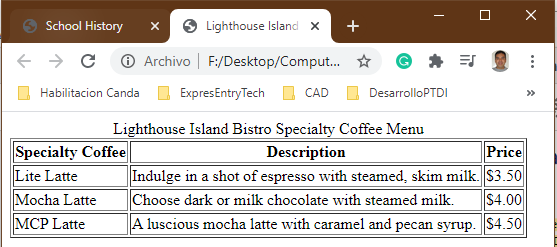 School History
Lighthouse Island
Archivo | F:/Desktop/Comput...
Habilitacion Canda ExpresEntryTech CAD DesarrolloPTDI
Lighthouse Island Bistro Specialty Coffee Menu
Specialty Coffee Description Price
Lite Latte Indulge in a shot of espresso with steamed, skim milk. $3.50
Mocha Latte Choose dark or milk chocolate with steamed milk. $4.00
MCP Latte A luscious mocha latte with caramel and pecan syrup. $4.50